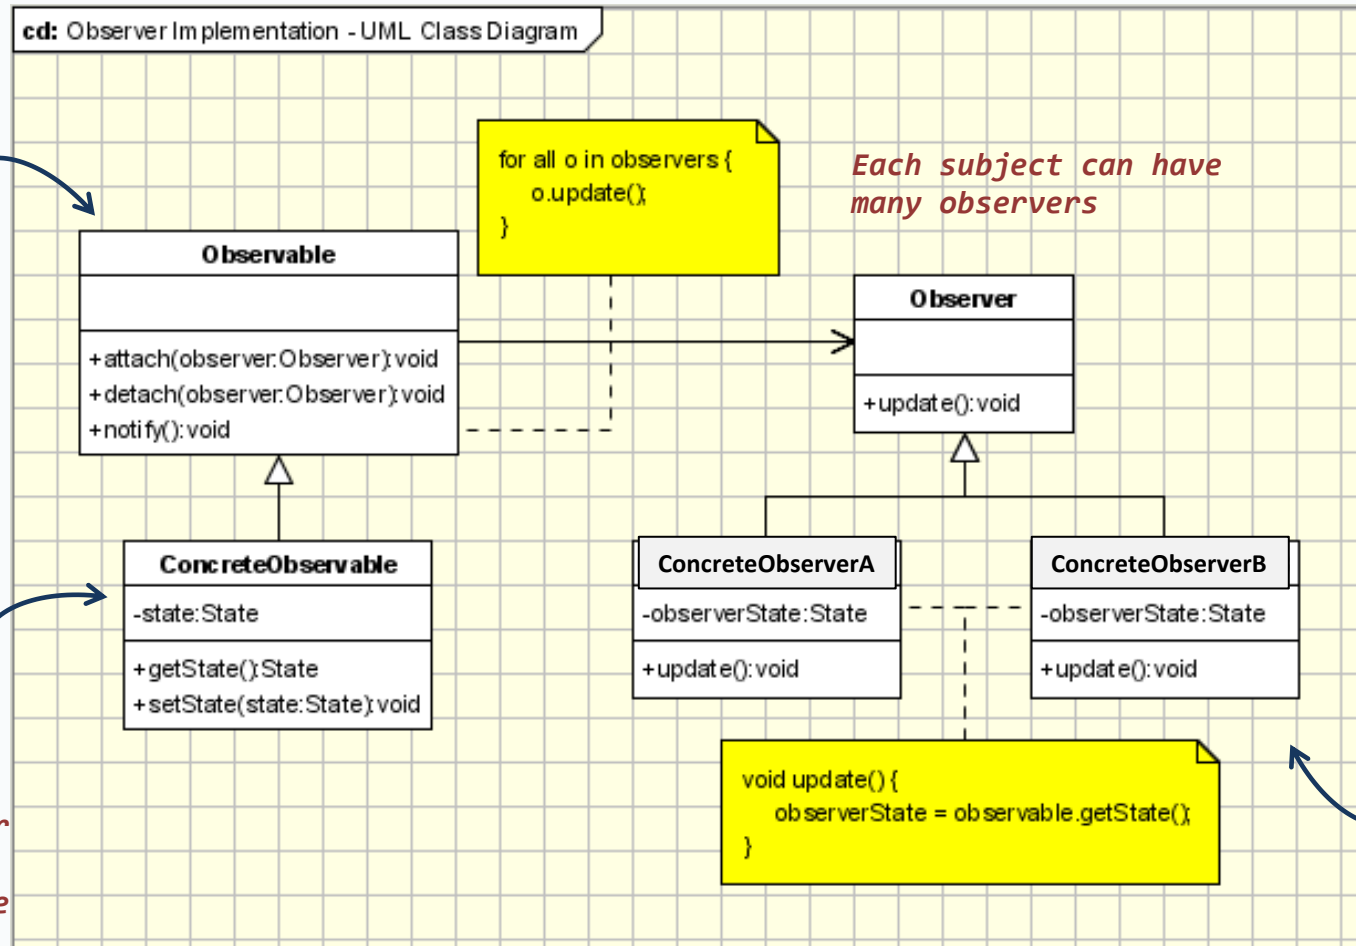 cd: Observer Implementation - UML Class Diagram
for all o in observers {
o.update();
}
Each subject can have
many observers
Observable
+attach(observer:Observer):void
+detach(observer:Observer):void
+notify():void
Observer
+update():void
ConcreteObservable
-state:State
+getState():State
+setState(state:State):void
ConcreteObserverA
-observerState:State
+update():void
ConcreteObserverB
-observerState:State
+update():void
void update() {
observerState = observable.getState();
}